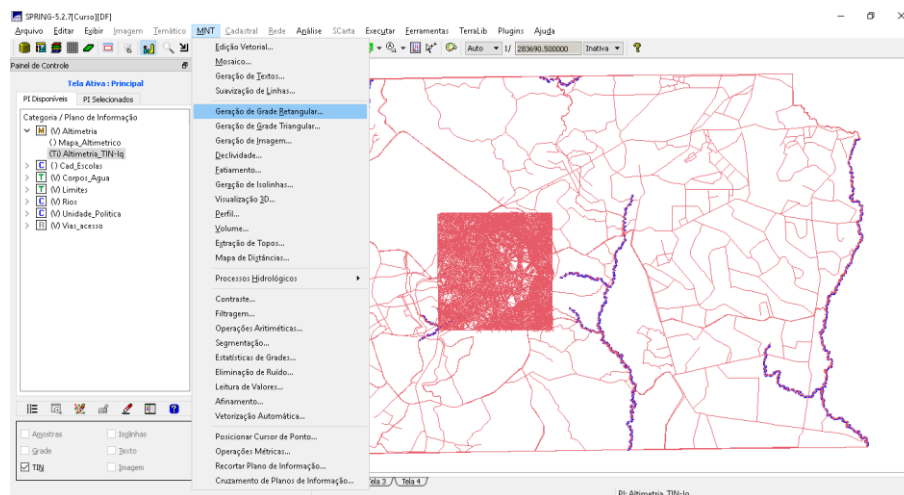 SPRING-5.2.7[Curso][DF]
Arquivo Editar Exibir Imagem Temático MNT Cadastral Rede Análise SCarta Executar Ferramentas TerraLib Plugins Ajuda
Auto 1/ 283690.500000 Inativa
Painel de Controle
Tela Ativa : Principal
PI Disponíveis PI Selecionados
Categoria / Plano de Informação
M (V) Altimetria
() Mapa_Altimetrico
(Ti) Altimetria_TIN-lq
C () Cad_Escolas
T (V) Corpos_Agua
T (V) Limites
C (V) Rios
C (V) Unidade_Politica
R (V) Vias_acesso
Amostras Isolinhas
Grade Texto
TIN Imagem
Edição Vetorial...
Mosaico...
Geração de Textos...
Suavização de Linhas...
Geração de Grade Retangular...
Geração de Grade Triangular...
Geração de Imagem...
Declividade...
Fatiamento...
Geração de Isolinhas...
Visualização 3D...
Perfil...
Volume...
Extração de Topos...
Mapa de Distâncias...
Processos Hidrológicos
Contraste...
Filtragem...
Operações Aritiméticas...
Segmentação...
Estatísticas de Grades...
Eliminação de Ruído...
Leitura de Valores...
Afinamento...
Vetorização Automática...
Posicionar Cursor de Ponto...
Operações Métricas...
Recortar Plano de Informação...
Cruzamento de Planos de Informação...
Tela 3 Tela 4
PI: Altimetria_TIN-lq